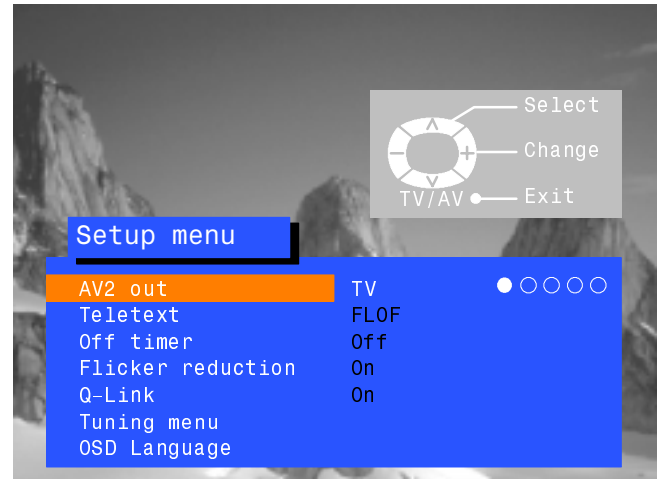 Select
Change
TV/AV Exit
Setup menu
AV2 out TV
Teletext FLOF
Off timer Off
Flicker reduction On
Q-Link On
Tuning menu
OSD Language